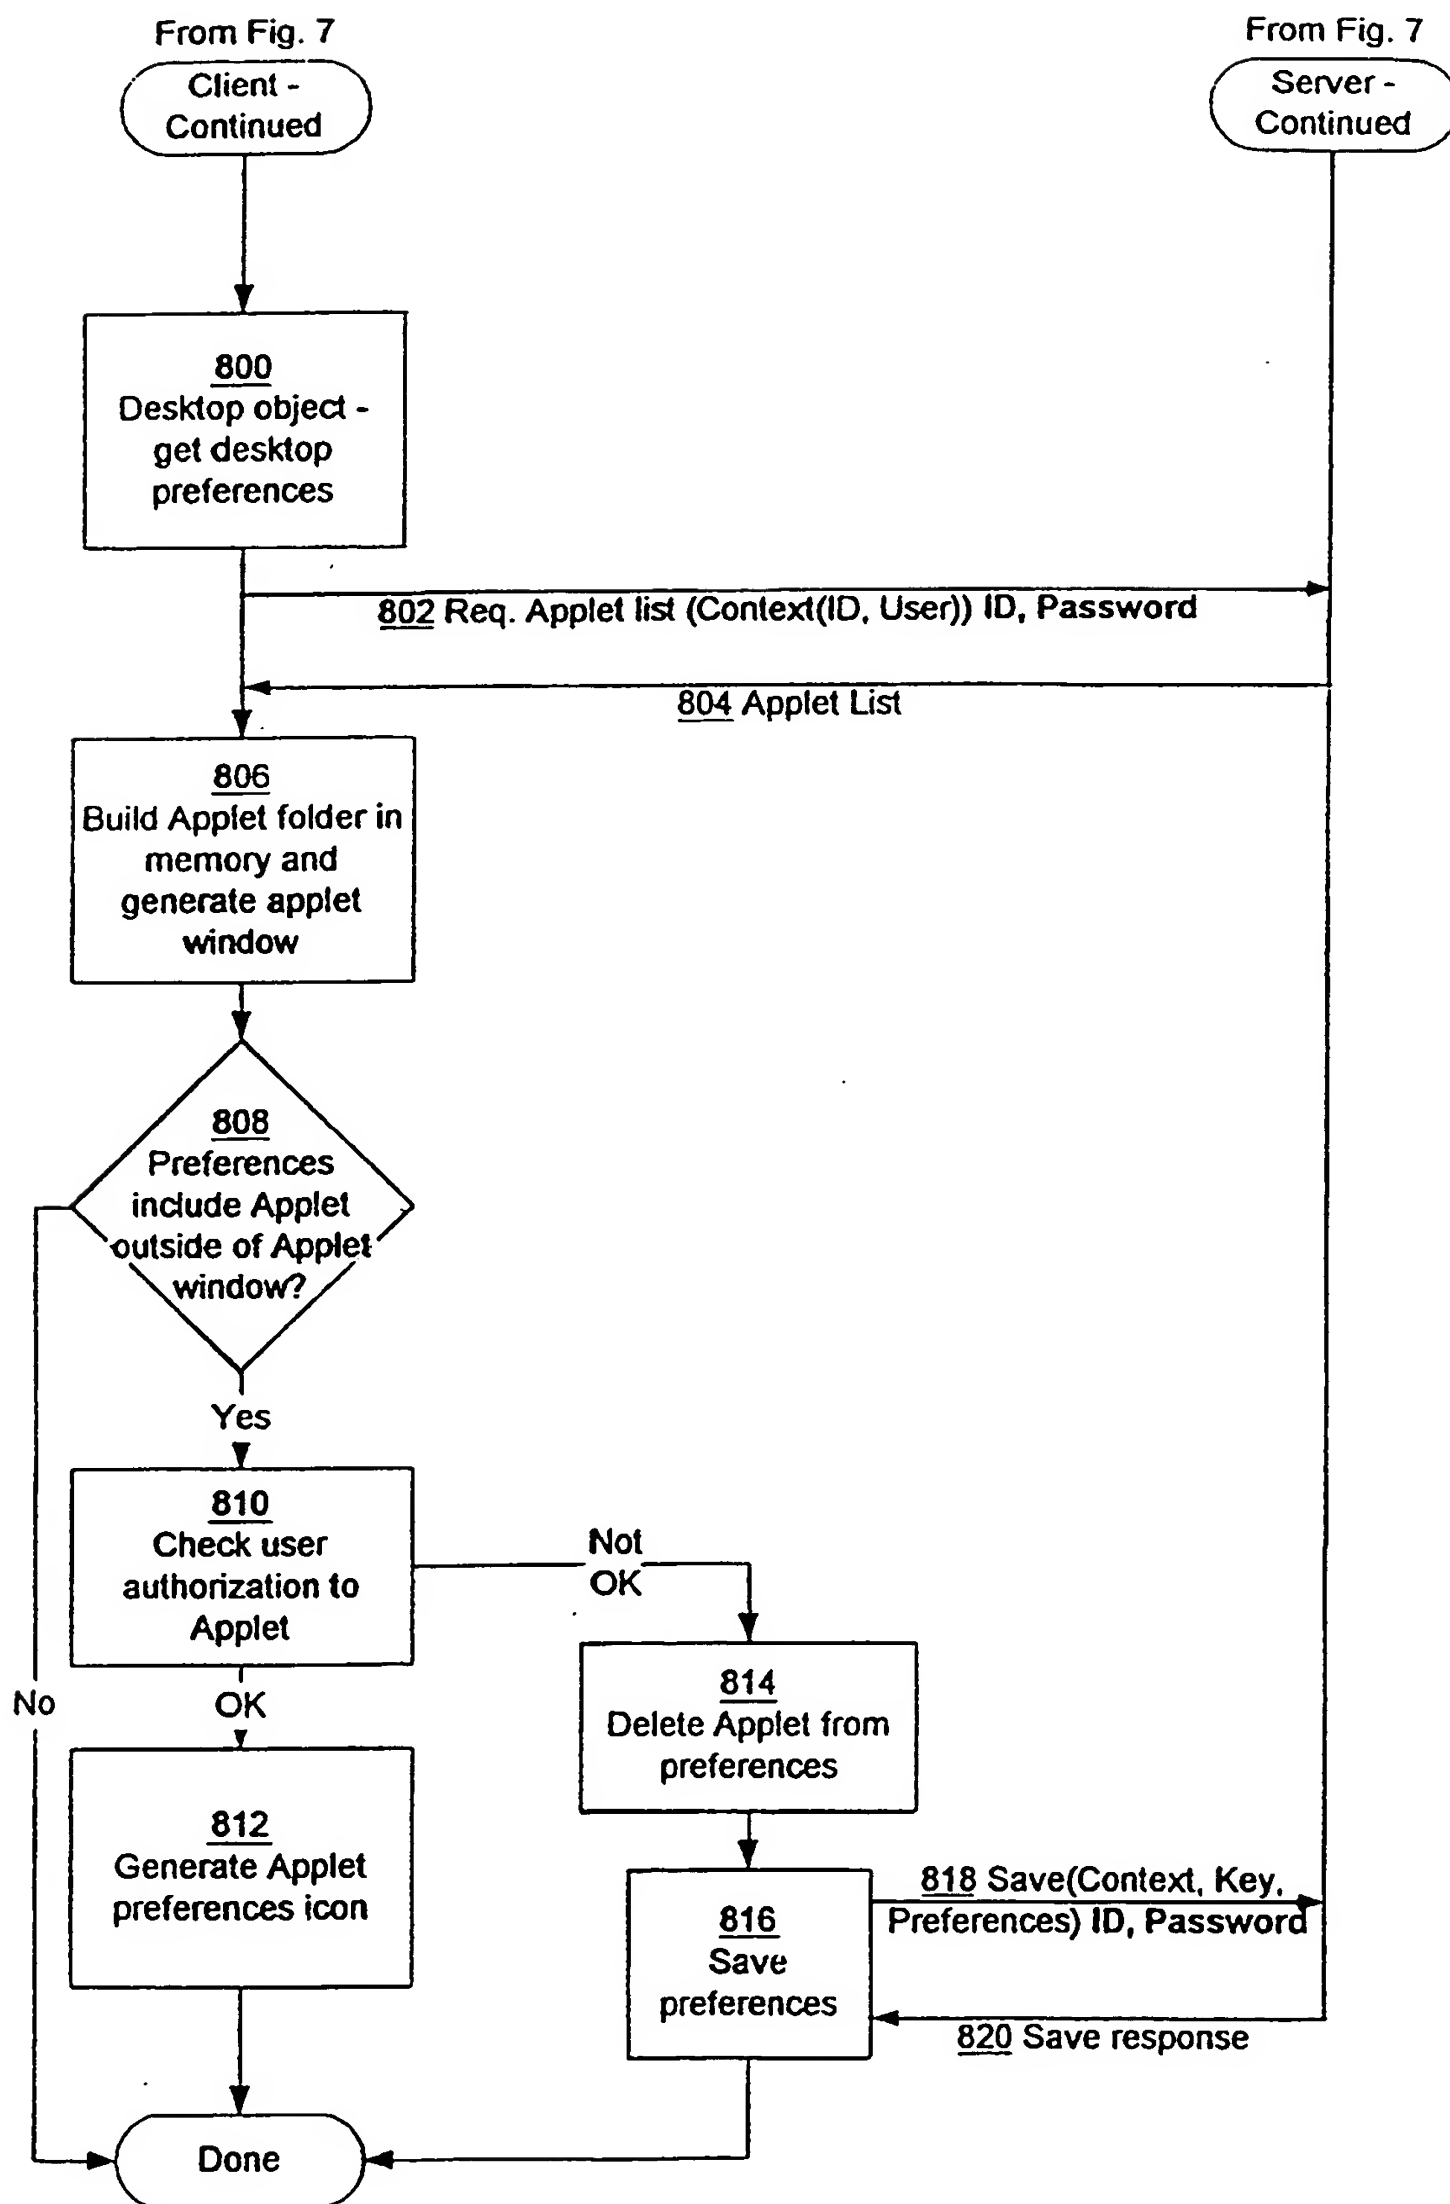 From Fig. 7
Client -
Continued
From Fig. 7
Server -
Continued
800
Desktop object -
get desktop
preferences
802 Req. Applet list (Context(ID, User)) ID, Password
804 Applet List
806
Build Applet folder in
memory and
generate applet
window
808
Preferences
include Applet
outside of Applet
window?
Yes
No
810
Check user
authorization to
Applet
Not
OK
OK
814
Delete Applet from
preferences
812
Generate Applet
preferences icon
816
Save
preferences
818 Save(Context, Key,
Preferences) ID, Password
820 Save response
Done